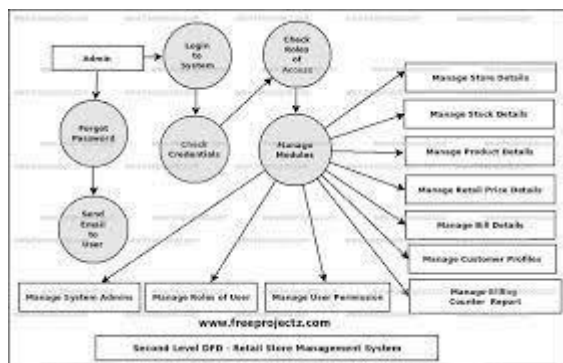 Admin
Login
to
System
Check
Roles
of
Access
Forgot
Password
Check
Credentials
Manage
Modules
Send
Email
to
User
Manage Store Details
Manage Stock Details
Manage Product Details
Manage Retail Price Details
Manage Bill Details
Manage Customer Profiles
Manage Billing
Counter Report
Manage System Admins
Manage Roles of User
Manage User Permission
www.freeprojectz.com
Second Level DFD - Retail Store Management System